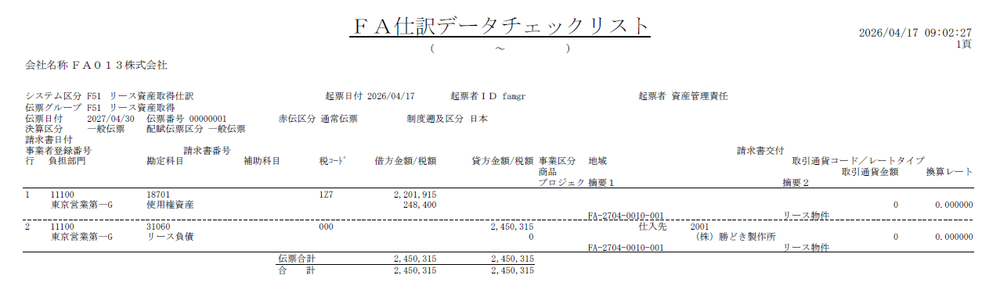 ＦＡ仕訳データチェックリスト
2026/04/17 09:02:27
(　　　　～　　　　)
1頁
会社名称 ＦＡ０１３株式会社
システム区分 F51 リース資産取得仕訳 起票日付 2026/04/17 起票者ＩＤ famgr 起票者 資産管理責任
伝票グループ F51 リース資産取得
伝票日付 2027/04/30 伝票番号 00000001 赤伝区分 通常伝票 制度遡及区分 日本
決算区分 一般伝票 配賦伝票区分 一般伝票
請求書日付
事業者登録番号 請求書番号 請求書交付
行 負担部門 勘定科目 補助科目 税ｺｰﾄﾞ 借方金額/税額 貸方金額/税額 事業区分 地域 取引通貨コード／レートタイプ
商品 取引通貨金額 換算レート
プロジェク 摘要１ 摘要２
1 11100 18701 1Z7 2,201,915
東京営業第一G 使用権資産 248,400 0 0.000000
FA-2704-0010-001 リース物件
2 11100 31060 000 2,450,315 仕入先 2001
東京営業第一G リース負債 0 （株）勝どき製作所 0 0.000000
FA-2704-0010-001 リース物件
伝票合計 2,450,315 2,450,315
合　計 2,450,315 2,450,315